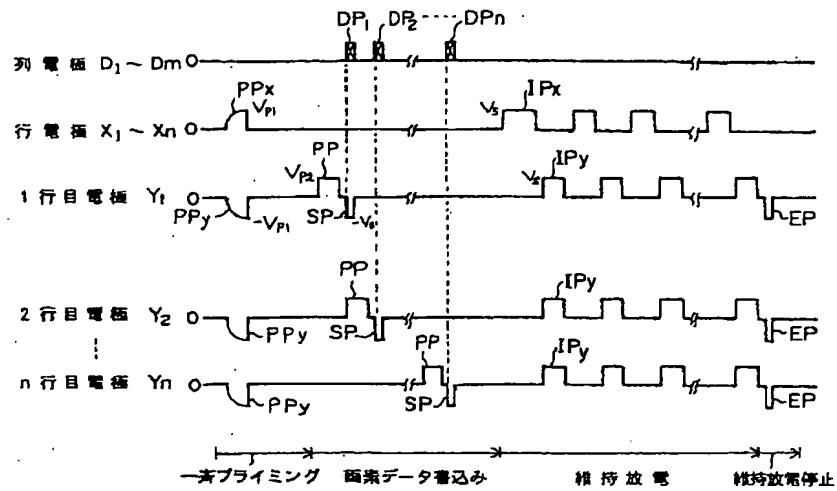 DP1 DP2 ---- DPn
列電極 D1～Dm 0
PPx VP1 VS IPx
行電極 X1～Xn 0
VP2 PP VS IPy
1行目電極 Y1 0
PPy -VP1 SP EP
PP IPy
2行目電極 Y2 0
PPy SP EP
PP IPy
n行目電極 Yn 0
PPy SP EP
一斉プライミング 画素データ書込み 維持放電 維持放電停止